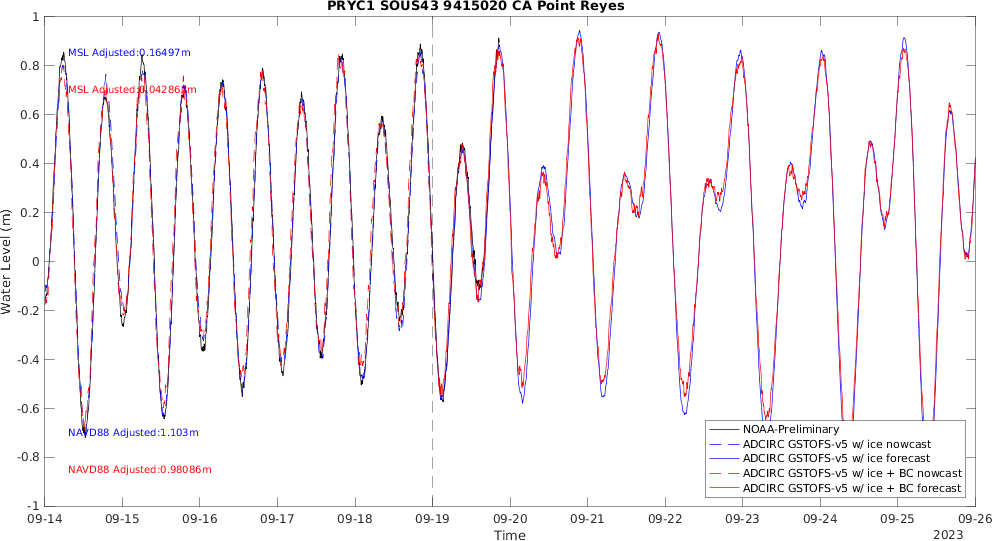 PRYC1 SOUS43 9415020 CA Point Reyes
1
0.8
0.6
0.4
0.2
0
-0.2
-0.4
-0.6
-0.8
-1
Water Level (m)
MSL Adjusted:0.16497m
MSL Adjusted:0.04286
NAVD88 Adjusted:1.103m
NAVD88 Adjusted:0.98086m
NOAA-Preliminary
ADCIRC GSTOFS-v5 w/ ice nowcast
ADCIRC GSTOFS-v5 w/ ice forecast
ADCIRC GSTOFS-v5 w/ ice + BC nowcast
ADCIRC GSTOFS-v5 w/ ice + BC forecast
09-14 09-15 09-16 09-17 09-18 09-19 09-20 09-21 09-22 09-23 09-24 09-25 09-26
Time
2023